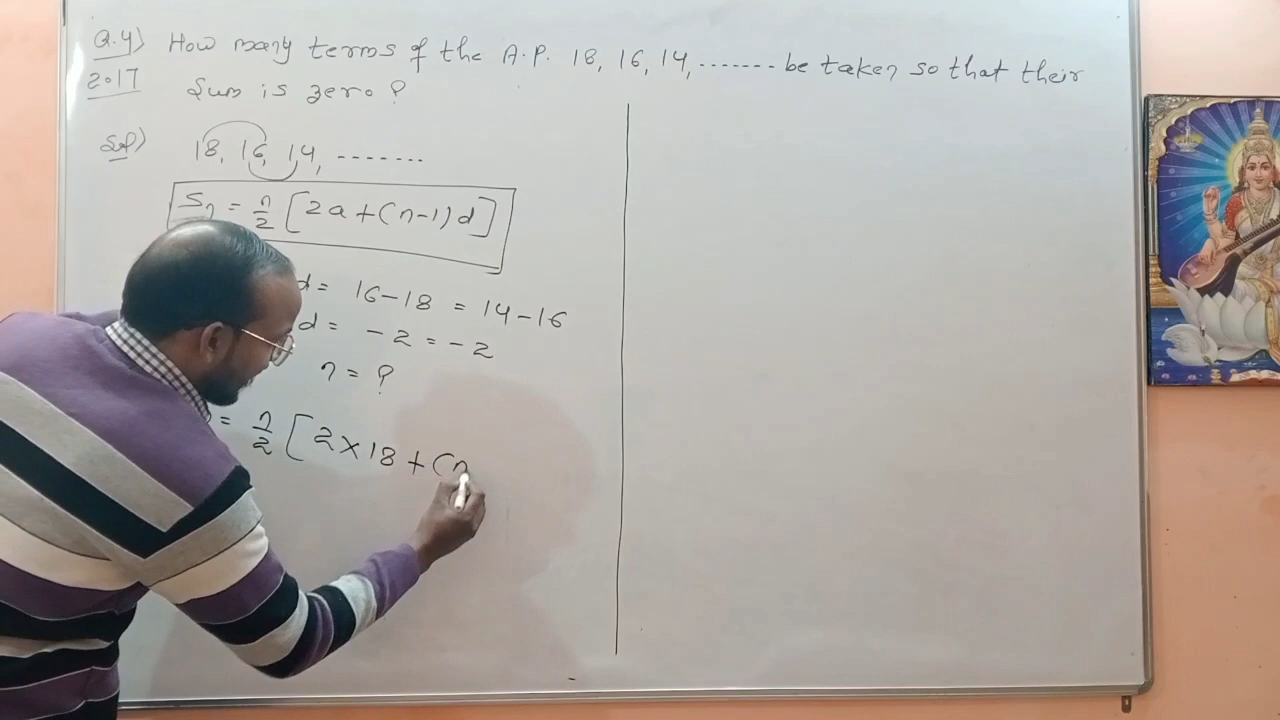 Q.4) How many terms of the A.P. 18, 16, 14, ....... be taken so that their
2017 Sum is zero?
Sol) 18, 16, 14, .......
Sn = n/2 [2a + (n-1)d]
d = 16-18 = 14-16
d = -2 = -2
n = ?
= n/2 [2×18 + (n